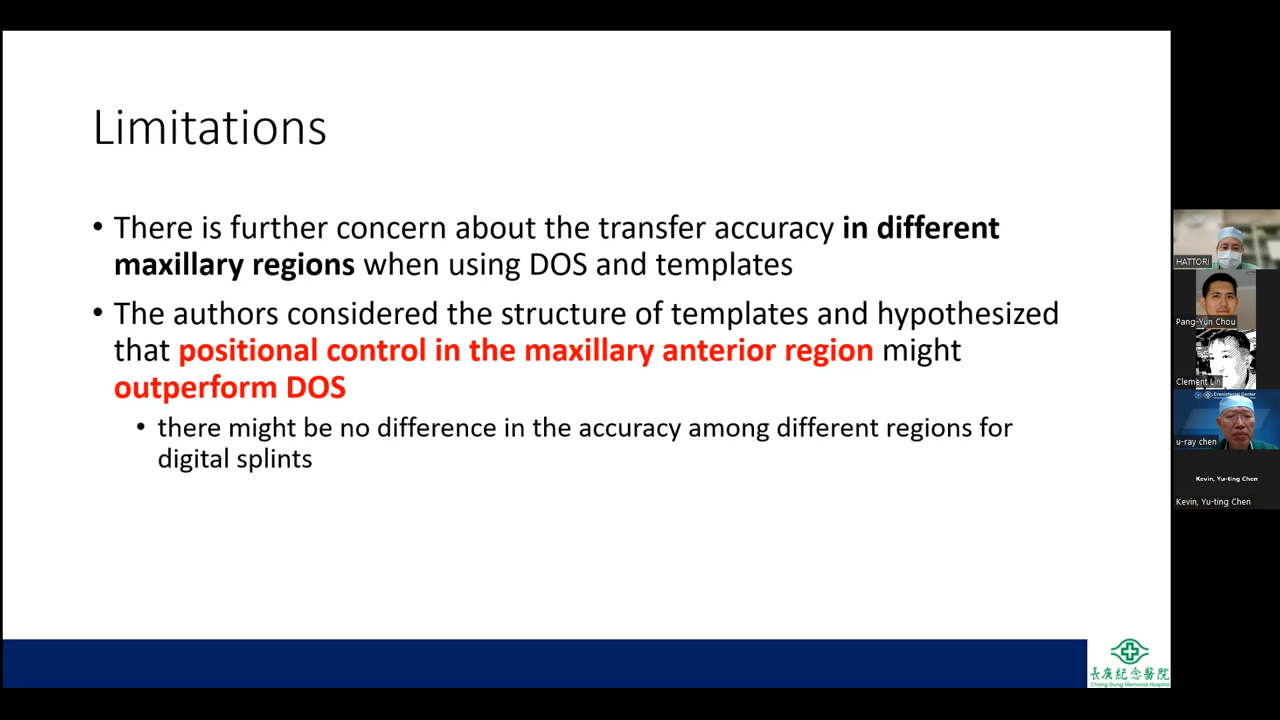 Limitations
• There is further concern about the transfer accuracy in different
maxillary regions when using DOS and templates
• The authors considered the structure of templates and hypothesized
that positional control in the maxillary anterior region might
outperform DOS
• there might be no difference in the accuracy among different regions for
digital splints
HATTORI
Pang-Yun Chou
Clement Lin
Craniofacial Center
u-ray chen
Kevin, Yu-ting Chen
Kevin, Yu-ting Chen
長庚紀念醫院
Chang Gung Memorial Hospital